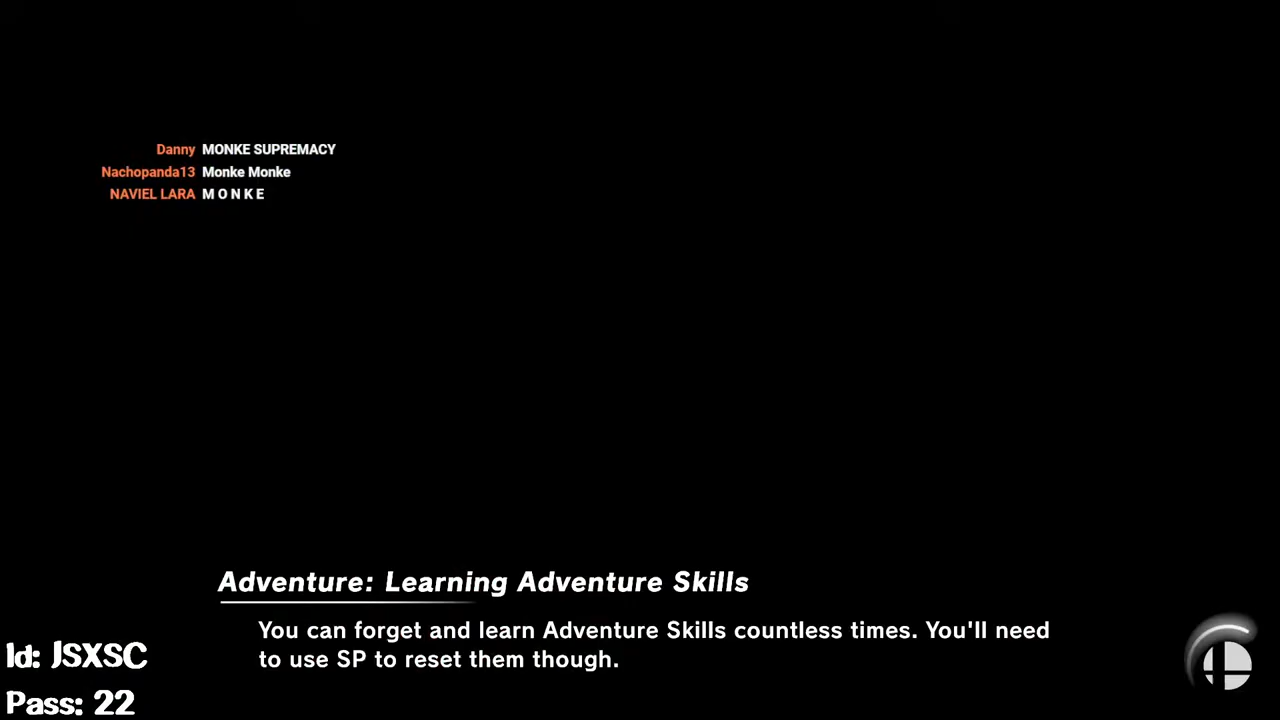 Danny MONKE SUPREMACY
Nachopanda13 Monke Monke
NAVIEL LARA M O N K E
Adventure: Learning Adventure Skills
You can forget and learn Adventure Skills countless times. You'll need
to use SP to reset them though.
Id: JSXSC
Pass: 22